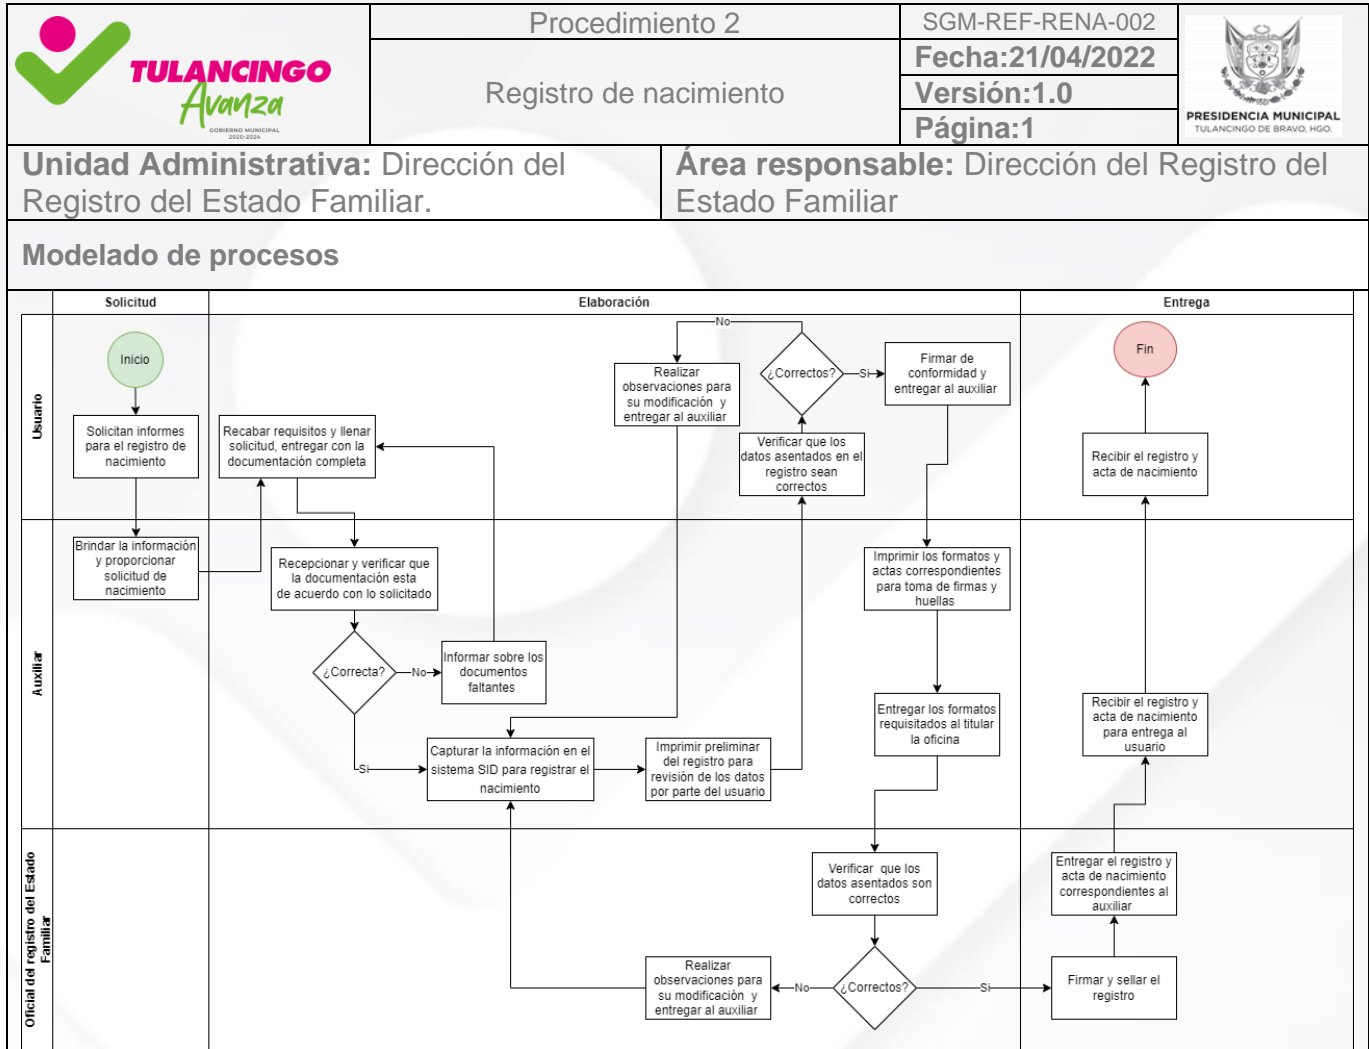 TULANCINGO
Avanza
GOBIERNO MUNICIPAL
2020-2024
Procedimiento 2
Registro de nacimiento
SGM-REF-RENA-002
Fecha:21/04/2022
Versión:1.0
Página:1
PRESIDENCIA MUNICIPAL
TULANCINGO DE BRAVO, HGO.
Unidad Administrativa: Dirección del
Registro del Estado Familiar.
Área responsable: Dirección del Registro del
Estado Familiar
Modelado de procesos
Solicitud
Elaboración
Entrega
Usuario
Inicio
Solicitan informes
para el registro de
nacimiento
Recabar requisitos y llenar
solicitud, entregar con la
documentación completa
No
Realizar
observaciones para
su modificación y
entregar al auxiliar
¿Correctos?
Si
Firmar de
conformidad y
entregar al auxiliar
Verificar que los
datos asentados en el
registro sean
correctos
Fin
Recibir el registro y
acta de nacimiento
Auxiliar
Brindar la información
y proporcionar
solicitud de
nacimiento
Recepcionar y verificar que
la documentación esta
de acuerdo con lo solicitado
¿Correcta?
No
Informar sobre los
documentos
faltantes
Si
Capturar la información en el
sistema SID para registrar el
nacimiento
Imprimir preliminar
del registro para
revisión de los datos
por parte del usuario
Imprimir los formatos y
actas correspondientes
para toma de firmas y
huellas
Entregar los formatos
requisitados al titular
la oficina
Recibir el registro y
acta de nacimiento
para entrega al
usuario
Oficial del registro del Estado
Familiar
Verificar que los
datos asentados son
correctos
¿Correctos?
No
Realizar
observaciones para
su modificación y
entregar al auxiliar
Si
Firmar y sellar el
registro
Entregar el registro y
acta de nacimiento
correspondientes al
auxiliar